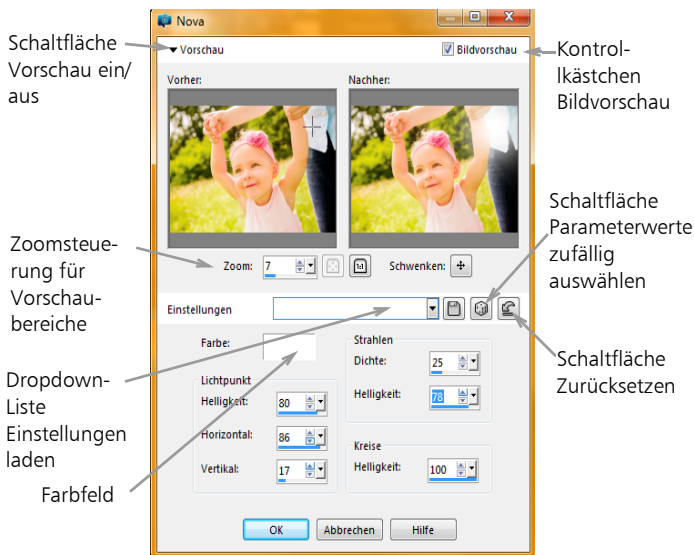 Nova
Schaltfläche
Vorschau ein/
aus
Vorschau
Bildvorschau
Kontrol-
lkästchen
Bildvorschau
Vorher:
Nachher:
Schaltfläche
Parameterwerte
zufällig
auswählen
Zoomsteue-
rung für
Vorschau-
bereiche
Zoom: 7
1:1
Schwenken:
Einstellungen
Farbe:
Strahlen
Dichte: 25
Helligkeit: 78
Schaltfläche
Zurücksetzen
Dropdown-
Liste
Einstellungen
laden
Lichtpunkt
Helligkeit: 80
Horizontal: 86
Vertikal: 17
Kreise
Helligkeit: 100
Farbfeld
OK
Abbrechen
Hilfe